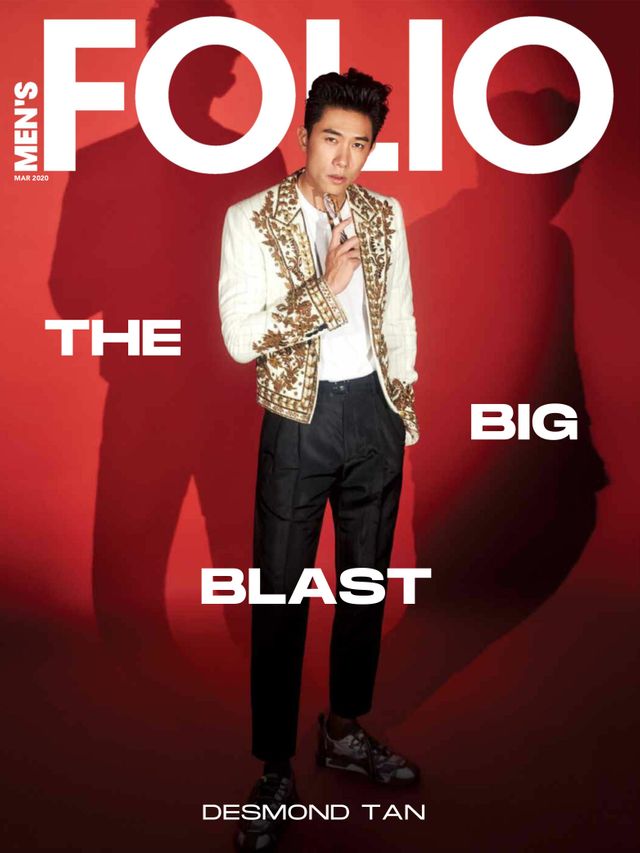 MEN'S
FOLIO
MAR 2020
THE
BIG
BLAST
DESMOND TAN